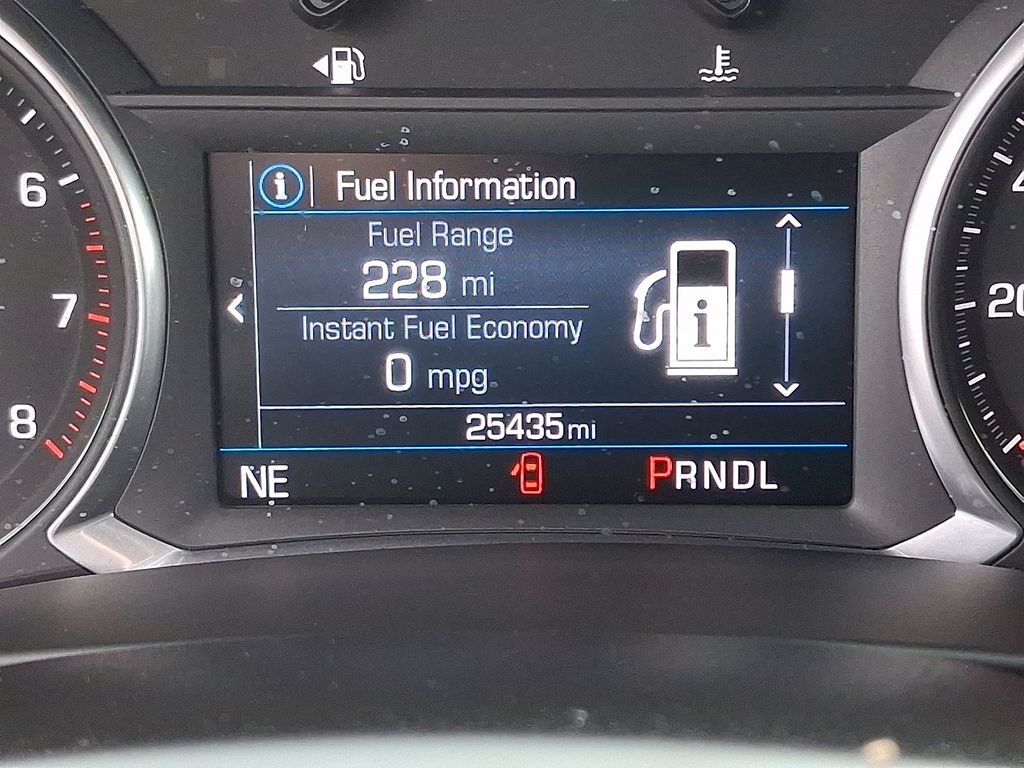 i Fuel Information
Fuel Range
228 mi
Instant Fuel Economy
0 mpg
i
25435 mi
NE PRNDL
6
7
8
20